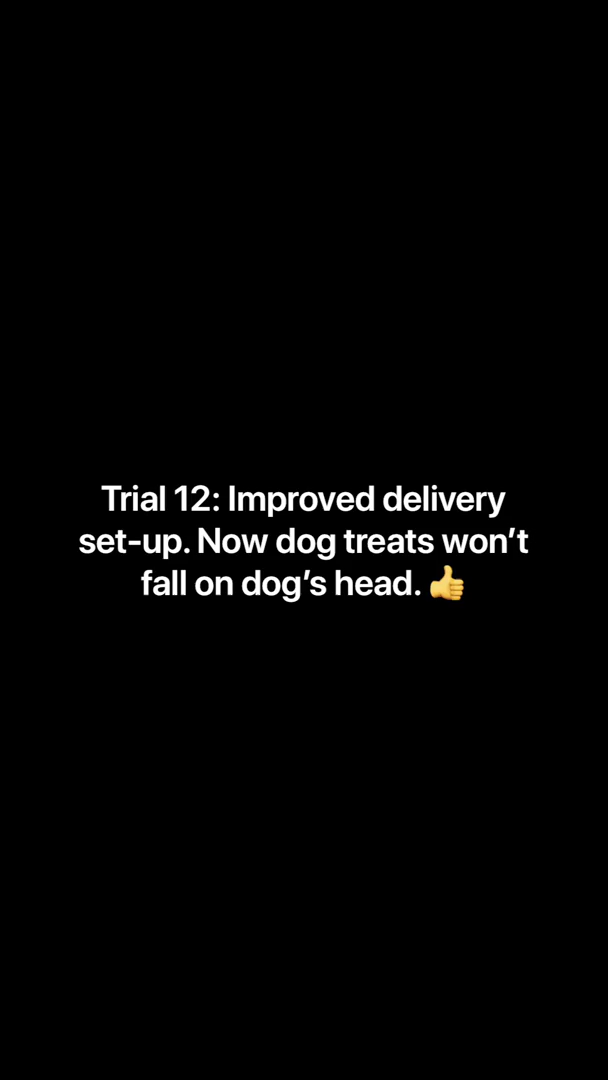 Trial 12: Improved delivery
set-up. Now dog treats won’t
fall on dog’s head. 👍